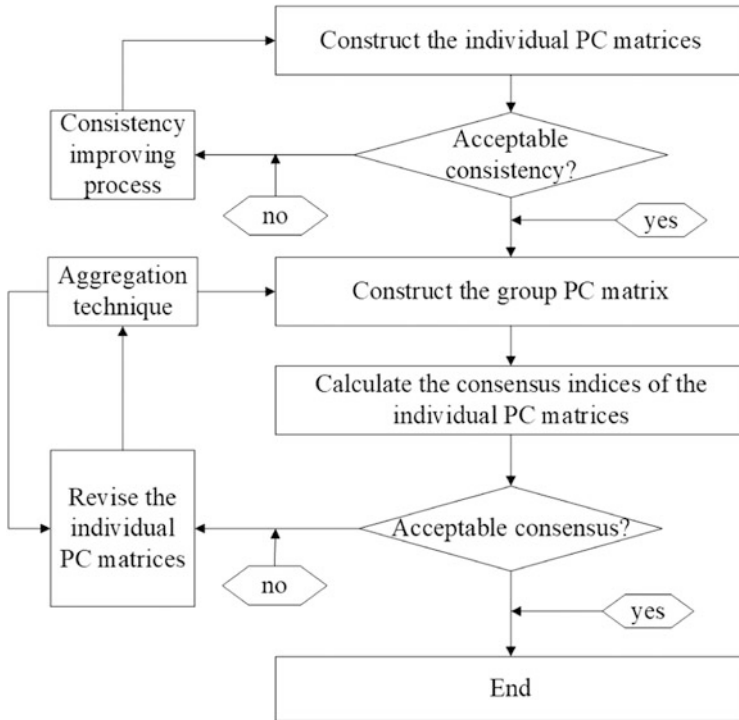 Construct the individual PC matrices
Consistency
improving
process
Acceptable
consistency?
no
yes
Aggregation
technique
Construct the group PC matrix
Calculate the consensus indices of the
individual PC matrices
Revise the
individual
PC matrices
Acceptable consensus?
no
yes
End